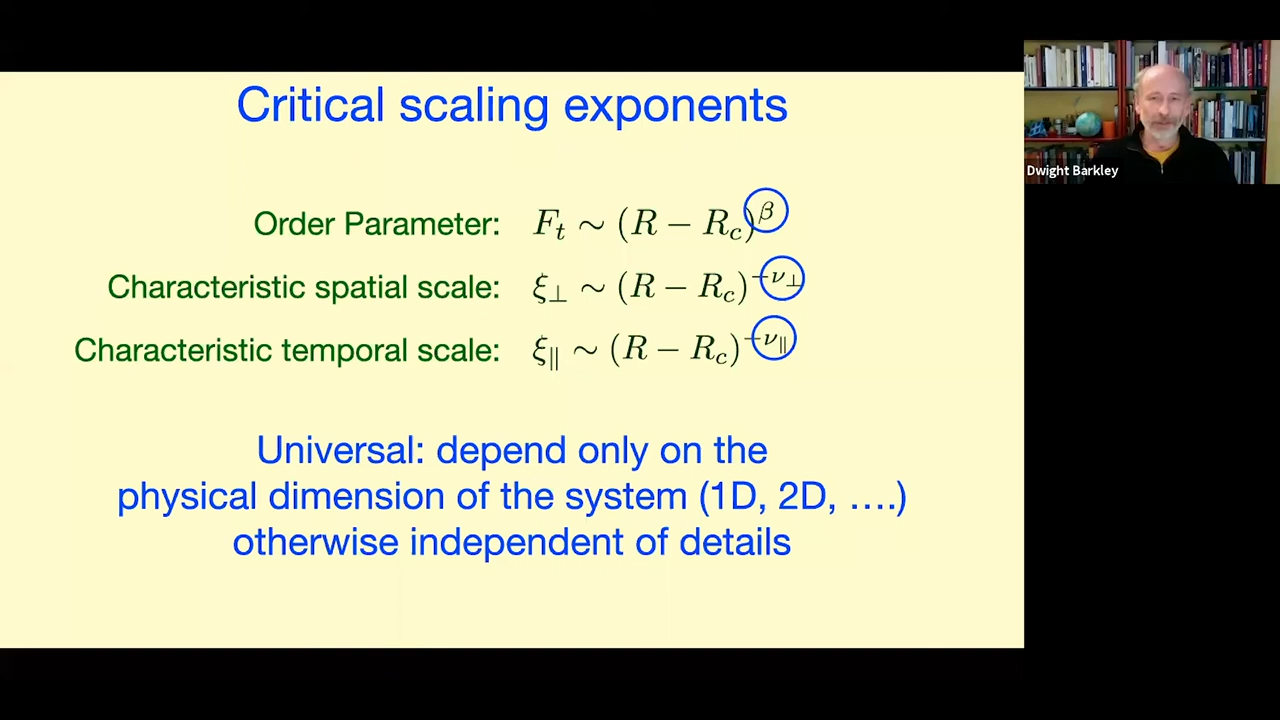 Critical scaling exponents
Order Parameter: F_t ∼ (R − R_c)^β
Characteristic spatial scale: ξ_⊥ ∼ (R − R_c)^{−ν_⊥}
Characteristic temporal scale: ξ_∥ ∼ (R − R_c)^{−ν_∥}
Universal: depend only on the
physical dimension of the system (1D, 2D, ….)
otherwise independent of details
Dwight Barkley